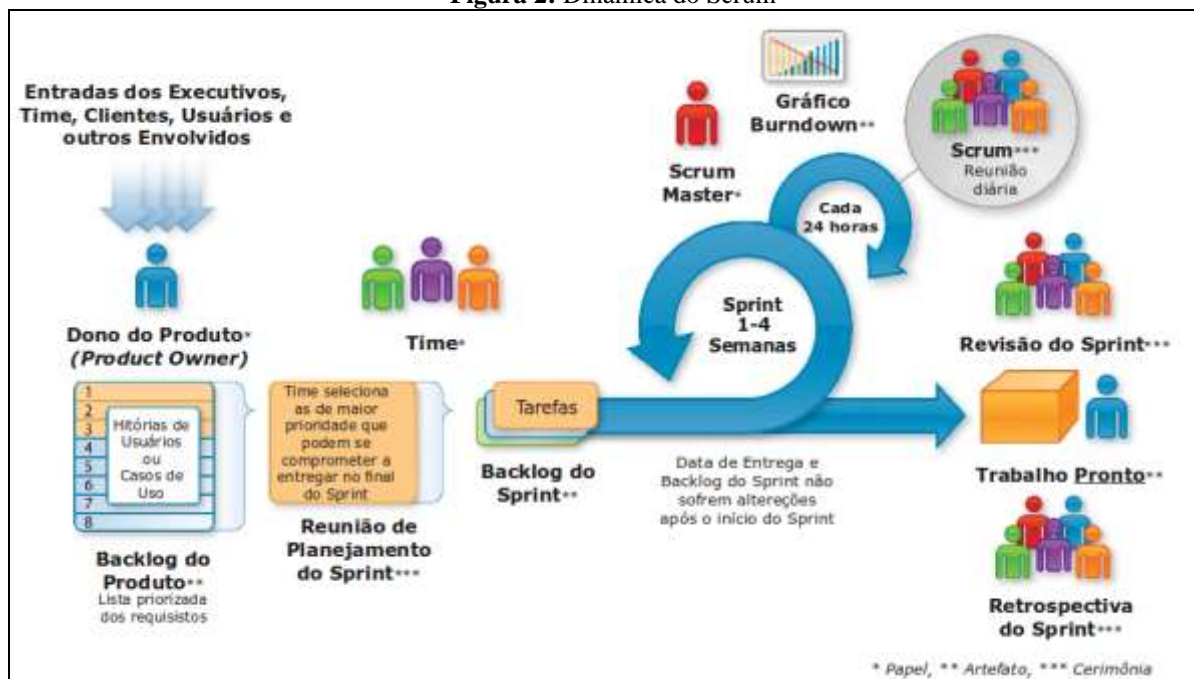 Figura 2: Dinâmica do Scrum
Entradas dos Executivos,
Time, Clientes, Usuários e
outros Envolvidos
Dono do Produto*
(Product Owner)
1
2
3
4
5
6
7
8
Hitórias de
Usuários
ou
Casos de
Uso
Backlog do
Produto**
Lista priorizada
dos requisistos
Time*
Time seleciona
as de maior
prioridade que
podem se
comprometer a
entregar no final
do Sprint
Reunião de
Planejamento
do Sprint***
Tarefas
Backlog do
Sprint**
Scrum
Master*
Gráfico
Burndown**
Cada
24 horas
Sprint
1-4
Semanas
Data de Entrega e
Backlog do Sprint não
sofrem altereções
após o início do Sprint
Scrum***
Reunião
diária
Revisão do Sprint***
Trabalho Pronto**
Retrospectiva
do Sprint***
* Papel, ** Artefato, *** Cerimônia